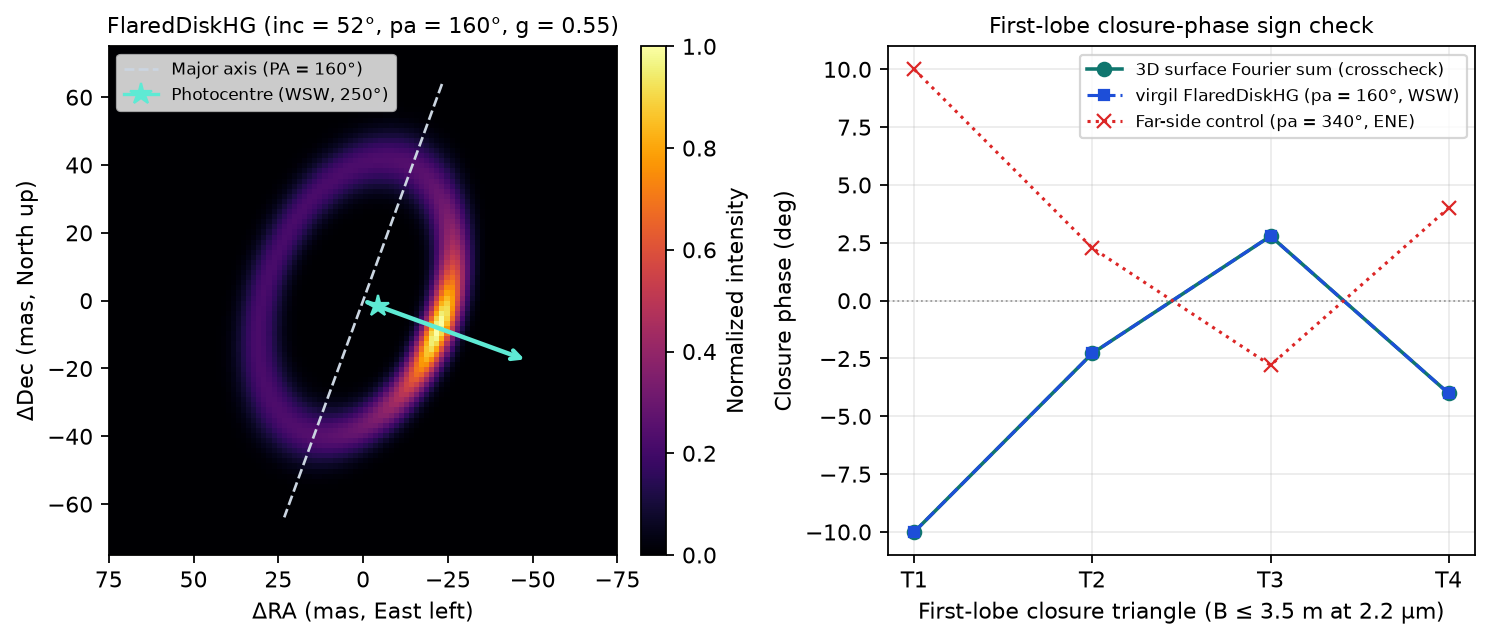 FlaredDiskHG (inc = 52°, pa = 160°, g = 0.55)
Major axis (PA = 160°)
Photocentre (WSW, 250°)
60
40
20
0
−20
−40
−60
ΔDec (mas, North up)
75
50
25
0
−25
−50
−75
ΔRA (mas, East left)
1.0
0.8
0.6
0.4
0.2
0.0
Normalized intensity
First-lobe closure-phase sign check
3D surface Fourier sum (crosscheck)
virgil FlaredDiskHG (pa = 160°, WSW)
Far-side control (pa = 340°, ENE)
10.0
7.5
5.0
2.5
0.0
−2.5
−5.0
−7.5
−10.0
Closure phase (deg)
T1
T2
T3
T4
First-lobe closure triangle (B ≤ 3.5 m at 2.2 μm)